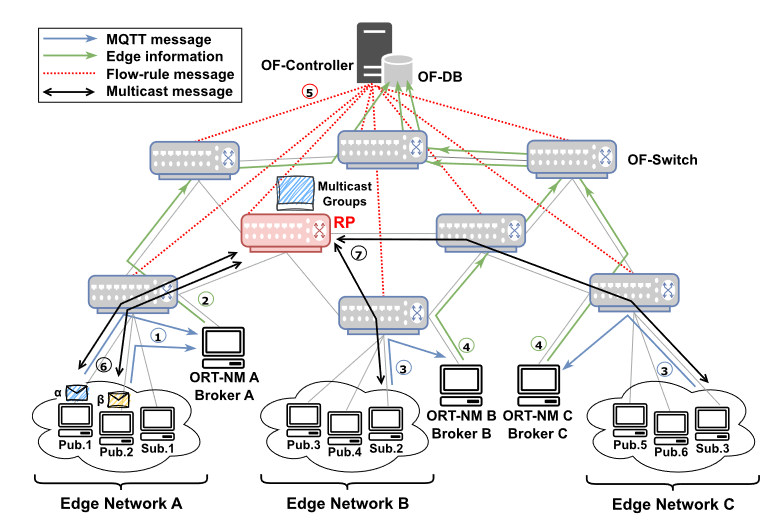 MQTT message
Edge information
Flow-rule message
Multicast message
OF-Controller
OF-DB
⑤
OF-Switch
Multicast
Groups
RP
⑦
②
①
③
④
④
③
⑥
α
β
ORT-NM A
Broker A
ORT-NM B
Broker B
ORT-NM C
Broker C
Pub.1
Pub.2
Sub.1
Pub.3
Pub.4
Sub.2
Pub.5
Pub.6
Sub.3
Edge Network A
Edge Network B
Edge Network C